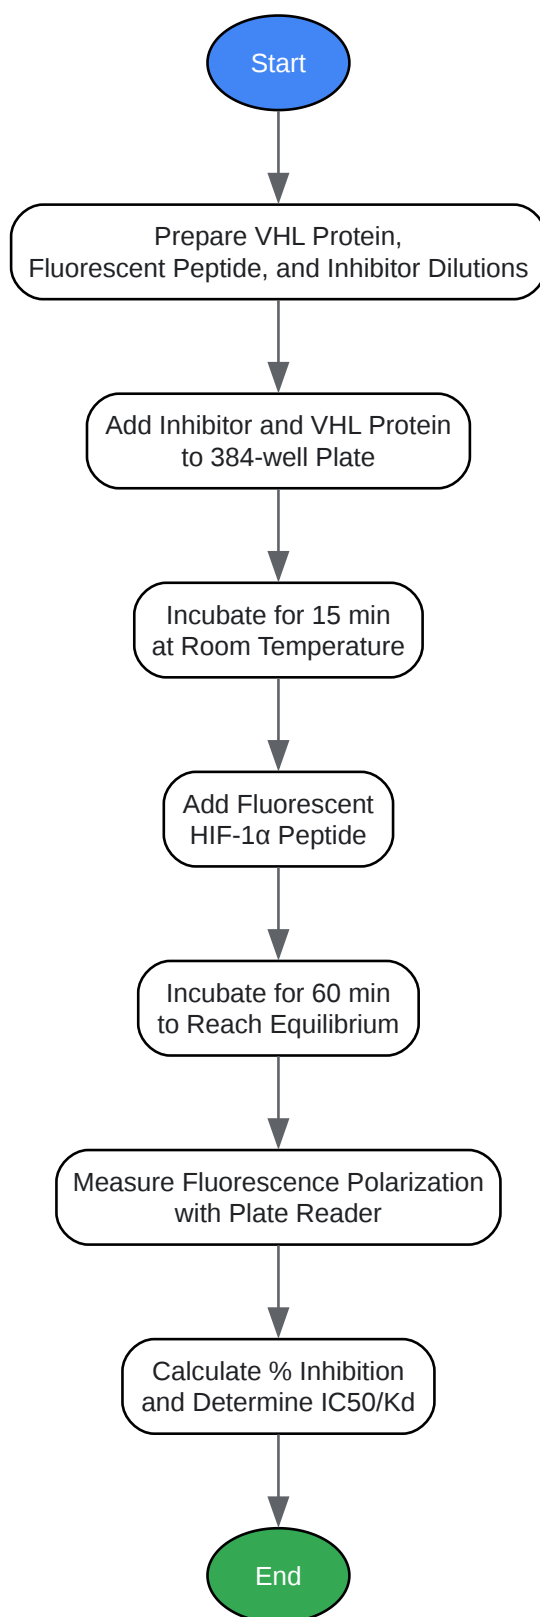 Start
Prepare VHL Protein,
Fluorescent Peptide, and Inhibitor Dilutions
Add Inhibitor and VHL Protein
to 384-well Plate
Incubate for 15 min
at Room Temperature
Add Fluorescent
HIF-1α Peptide
Incubate for 60 min
to Reach Equilibrium
Measure Fluorescence Polarization
with Plate Reader
Calculate % Inhibition
and Determine IC50/Kd
End